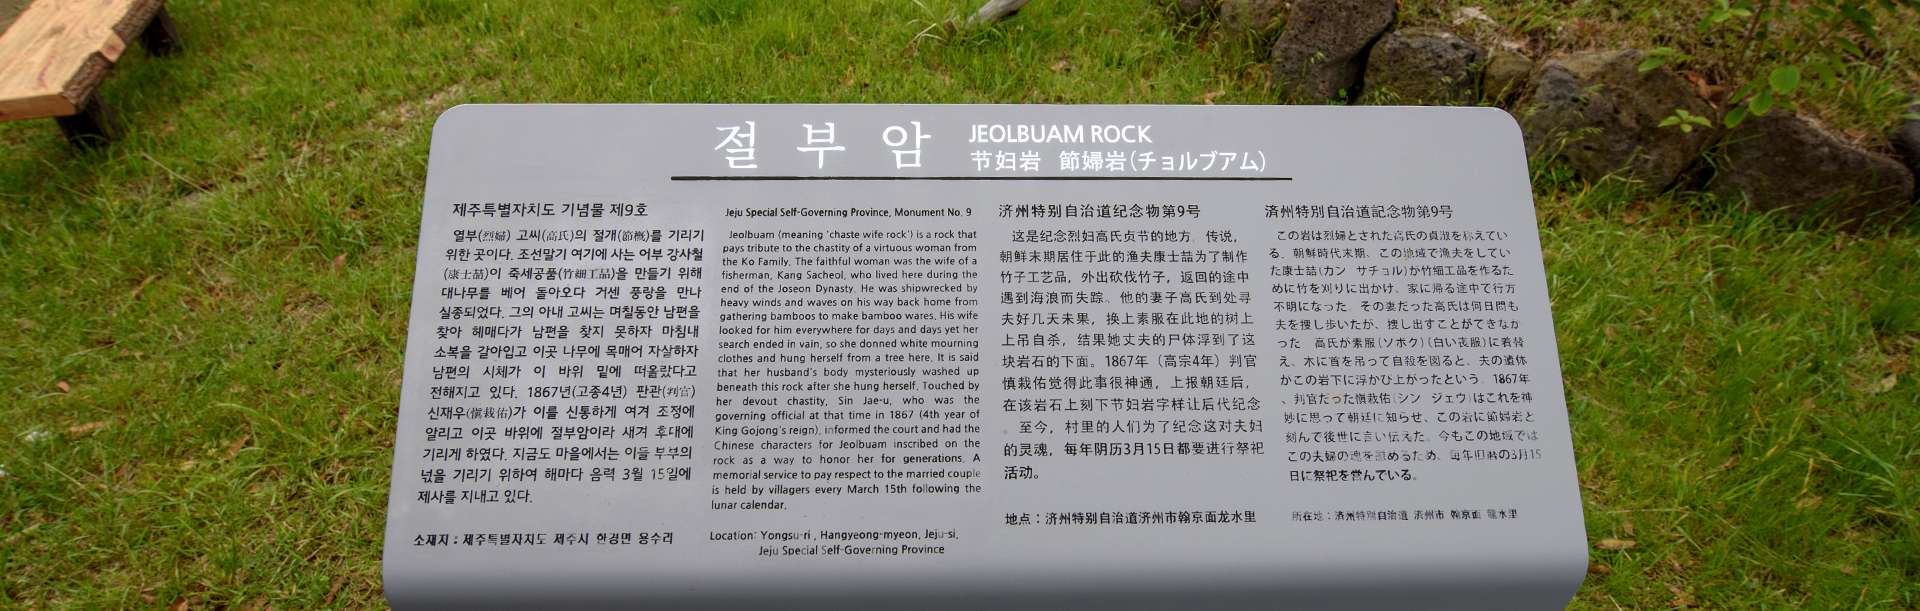 절부암
JEOLBUAM ROCK
节妇岩 節婦岩(チョルブアム)
제주특별자치도 기념물 제9호
열부(烈婦) 고씨(高氏)의 절개(節槪)를 기리기
위한 곳이다. 조선말기 여기에 사는 어부 강사철
(康士喆)이 죽세공품(竹細工品)을 만들기 위해
대나무를 베어 돌아오다 거센 풍랑을 만나
실종되었다. 그의 아내 고씨는 며칠동안 남편을
찾아 헤매다가 남편을 찾지 못하자 마침내
소복을 갈아입고 이곳 나무에 목매어 자살하자
남편의 시체가 이 바위 밑에 떠올랐다고
전해지고 있다. 1867년(고종4년) 판관(判官)
신재우(愼栽佑)가 이를 신통하게 여겨 조정에
알리고 이곳 바위에 절부암이라 새겨 후대에
기리게 하였다. 지금도 마을에서는 이들 부부의
넋을 기리기 위하여 해마다 음력 3월 15일에
제사를 지내고 있다.
소재지 : 제주특별자치도 제주시 한경면 용수리
Jeju Special Self-Governing Province, Monument No. 9
Jeolbuam (meaning 'chaste wife rock') is a rock that
pays tribute to the chastity of a virtuous woman from
the Ko Family. The faithful woman was the wife of a
fisherman, Kang Sacheol, who lived here during the
end of the Joseon Dynasty. He was shipwrecked by
heavy winds and waves on his way back home from
gathering bamboos to make bamboo wares. His wife
looked for him everywhere for days and days yet her
search ended in vain, so she donned white mourning
clothes and hung herself from a tree here. It is said
that her husband's body mysteriously washed up
beneath this rock after she hung herself. Touched by
her devout chastity, Sin Jae-u, who was the
governing official at that time in 1867 (4th year of
King Gojong's reign), informed the court and had the
Chinese characters for Jeolbuam inscribed on the
rock as a way to honor her for generations. A
memorial service to pay respect to the married couple
is held by villagers every March 15th following the
lunar calendar.
Location: Yongsu-ri , Hangyeong-myeon, Jeju-si,
Jeju Special Self-Governing Province
济州特别自治道纪念物第9号
这是纪念烈妇高氏贞节的地方。传说，
朝鲜末期居住于此的渔夫康士喆为了制作
竹子工艺品，外出砍伐竹子，返回的途中
遇到海浪而失踪。他的妻子高氏到处寻
夫好几天未果，换上素服在此地的树上
上吊自杀，结果她丈夫的尸体浮到了这
块岩石的下面。1867年（高宗4年）判官
慎栽佑觉得此事很神通，上报朝廷后，
在该岩石上刻下节妇岩字样让后代纪念
。至今，村里的人们为了纪念这对夫妇
的灵魂，每年阴历3月15日都要进行祭祀
活动。
地点：济州特别自治道济州市翰京面龙水里
済州特別自治道記念物第9号
この岩は烈婦とされた高氏の貞淑を称えてい
る。朝鮮時代末期、この地域で漁夫をしてい
た康士喆(カン サチョル)が竹細工品を作るた
めに竹を刈りに出かけ、家に帰る途中で行方
不明になった。その妻だった高氏は何日間も
夫を捜し歩いたが、捜し出すことができなか
った。高氏が素服(ソボク)(白い喪服)に着替
え、木に首を吊って自殺を図ると、夫の遺体
がこの岩下に浮かび上がったという。1867年
、判官だった愼栽佑(シン ジェウ)はこれを神
妙に思って朝廷に知らせ、この岩に節婦岩と
刻んで後世に言い伝えた。今もこの地域では
この夫婦の魂を慰めるため、毎年旧暦の3月15
日に祭祀を営んでいる。
所在地：済州特別自治道 済州市 翰京面 龍水里